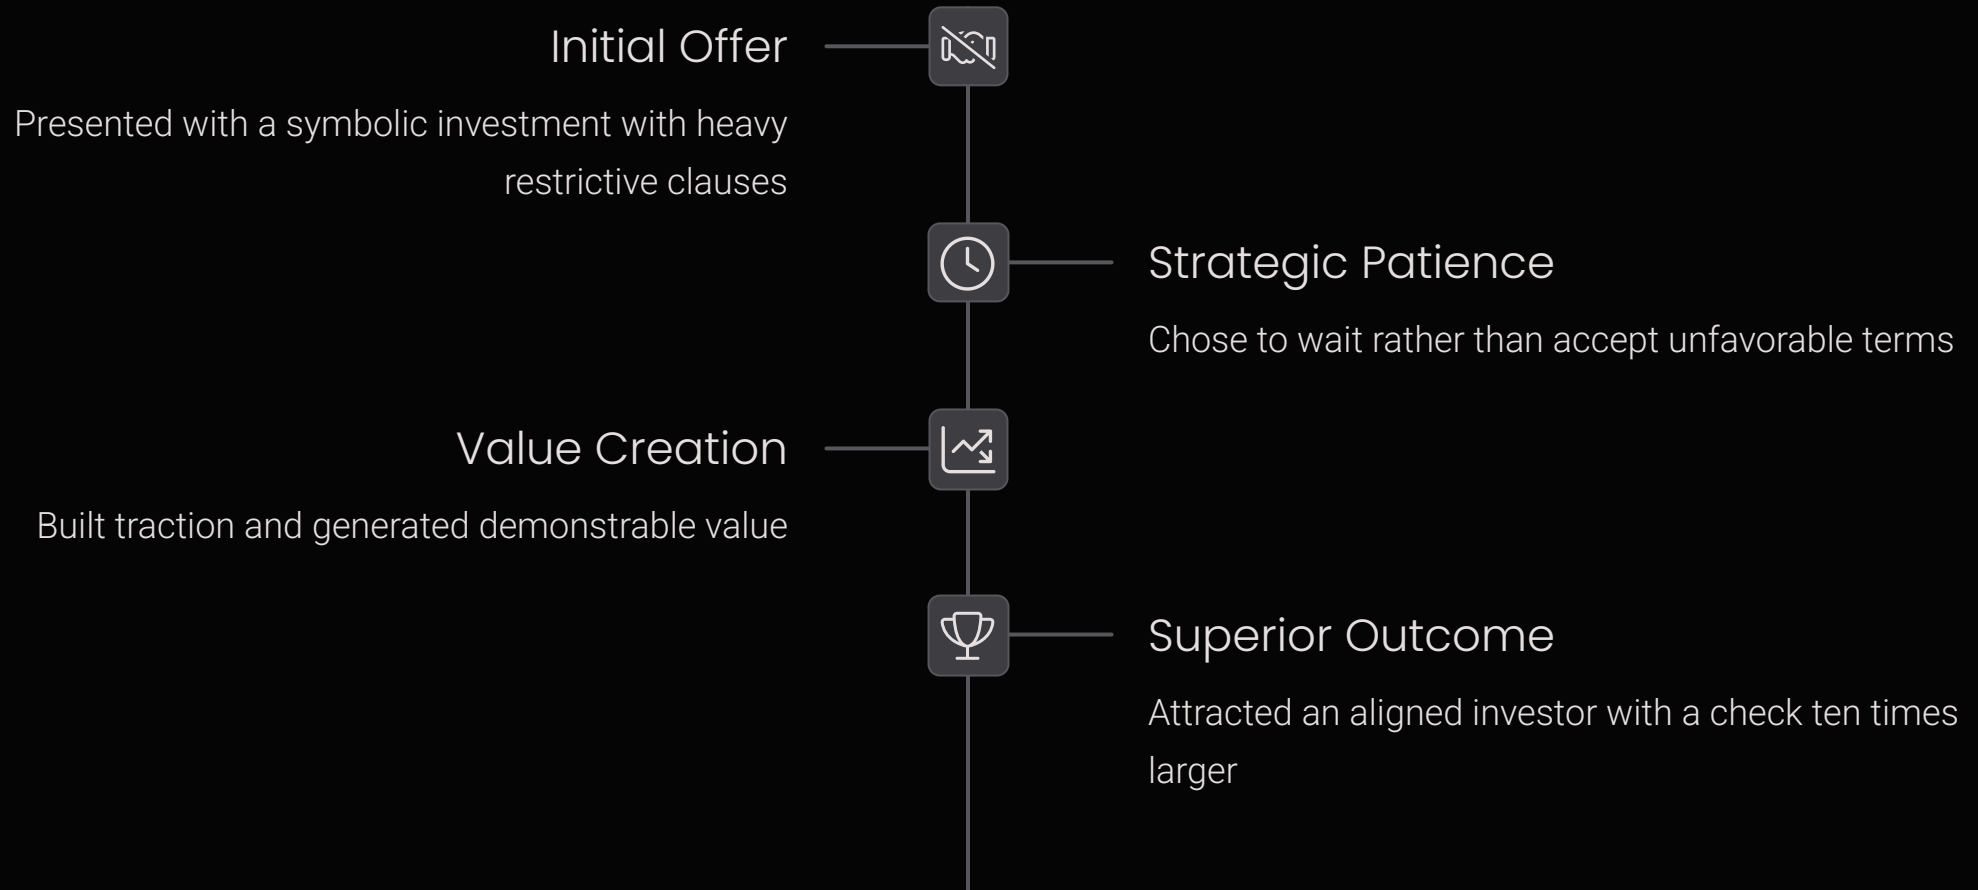 Initial Offer
Presented with a symbolic investment with heavy
restrictive clauses
Strategic Patience
Chose to wait rather than accept unfavorable terms
Value Creation
Built traction and generated demonstrable value
Superior Outcome
Attracted an aligned investor with a check ten times
larger